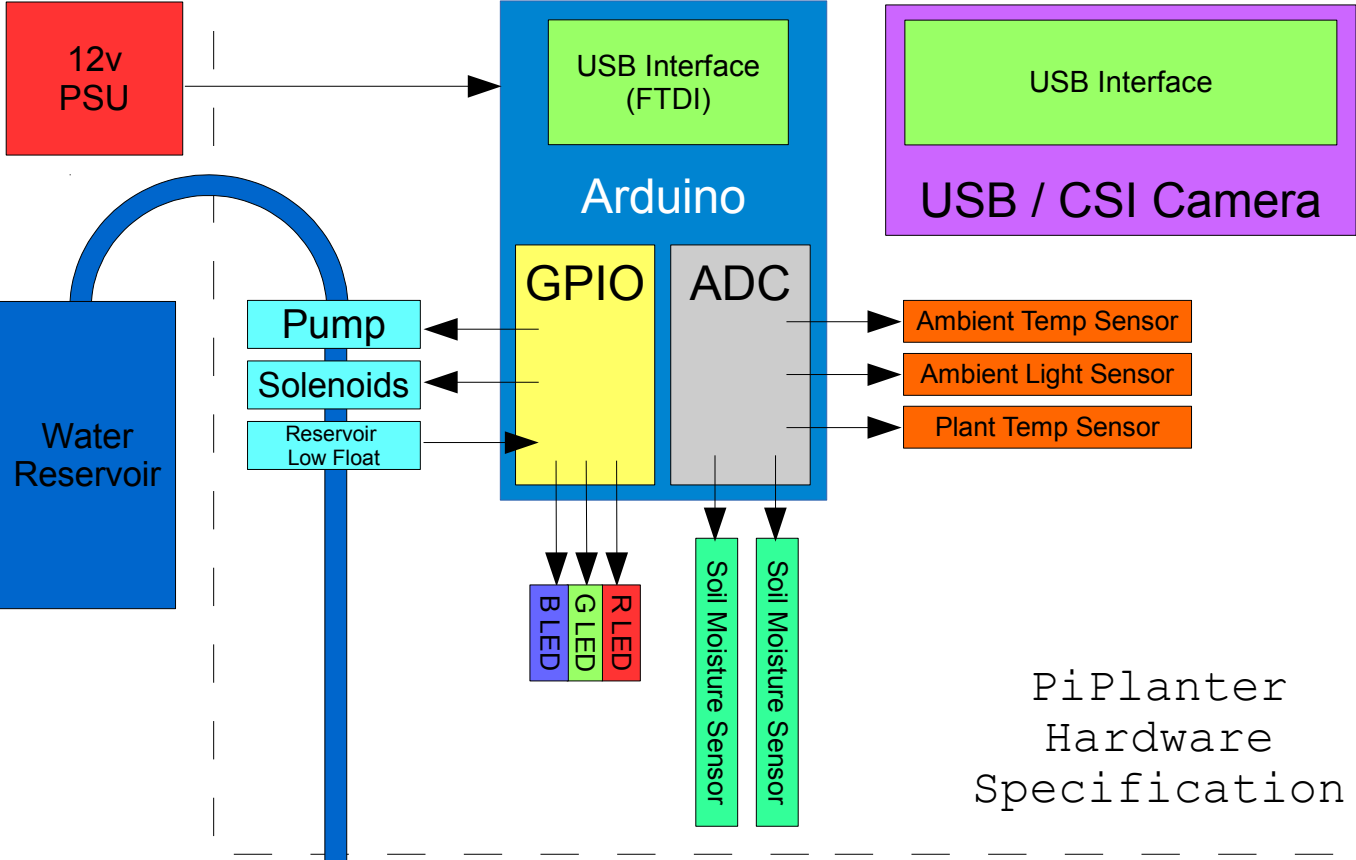 12v
PSU
USB Interface
(FTDI)
Arduino
USB Interface
USB / CSI Camera
GPIO
ADC
Pump
Solenoids
Reservoir
Low Float
Water
Reservoir
Ambient Temp Sensor
Ambient Light Sensor
Plant Temp Sensor
B LED
G LED
R LED
Soil Moisture Sensor
Soil Moisture Sensor
PiPlanter
Hardware
Specification